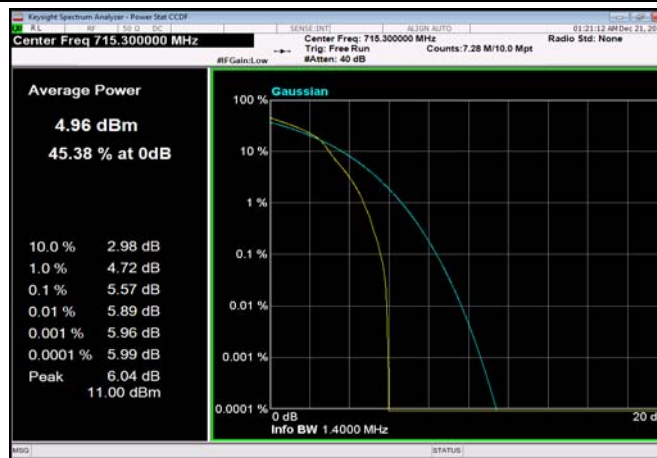 Keysight Spectrum Analyzer - Power Stat CCDF
RL RF 50 Ω DC SENSE:INT ALIGN AUTO 01:21:12 AM Dec 21, 20
Center Freq 715.300000 MHz Center Freq: 715.300000 MHz Radio Std: None
Trig: Free Run Counts:7.28 M/10.0 Mpt
#IFGain:Low #Atten: 40 dB
Average Power
4.96 dBm
45.38 % at 0dB
10.0 % 2.98 dB
1.0 % 4.72 dB
0.1 % 5.57 dB
0.01 % 5.89 dB
0.001 % 5.96 dB
0.0001 % 5.99 dB
Peak 6.04 dB
11.00 dBm
Gaussian
100 %
10 %
1 %
0.1 %
0.01 %
0.001 %
0.0001 %
0 dB 20 d
Info BW 1.4000 MHz
MSG STATUS